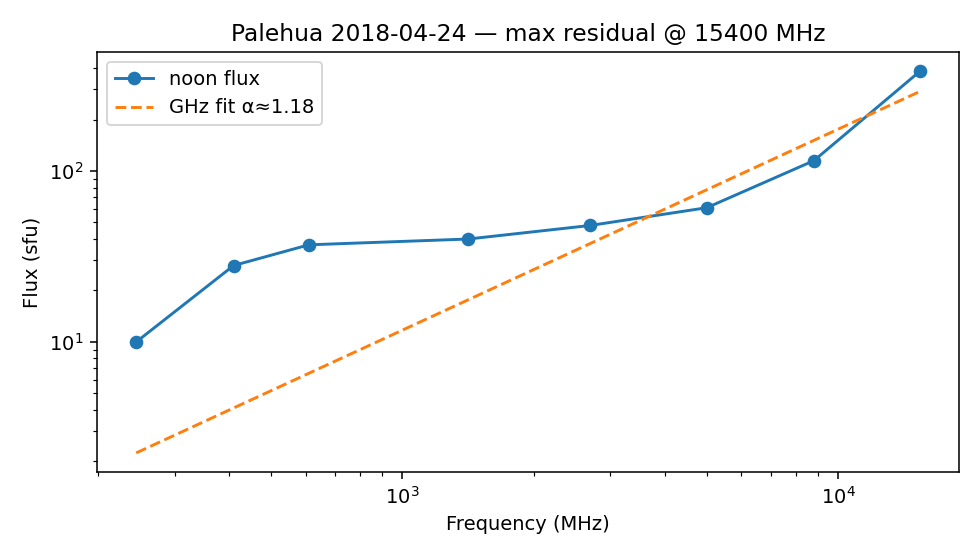 Palehua 2018-04-24 — max residual @ 15400 MHz
noon flux
GHz fit α≈1.18
Flux (sfu)
10²
10¹
10³
10⁴
Frequency (MHz)